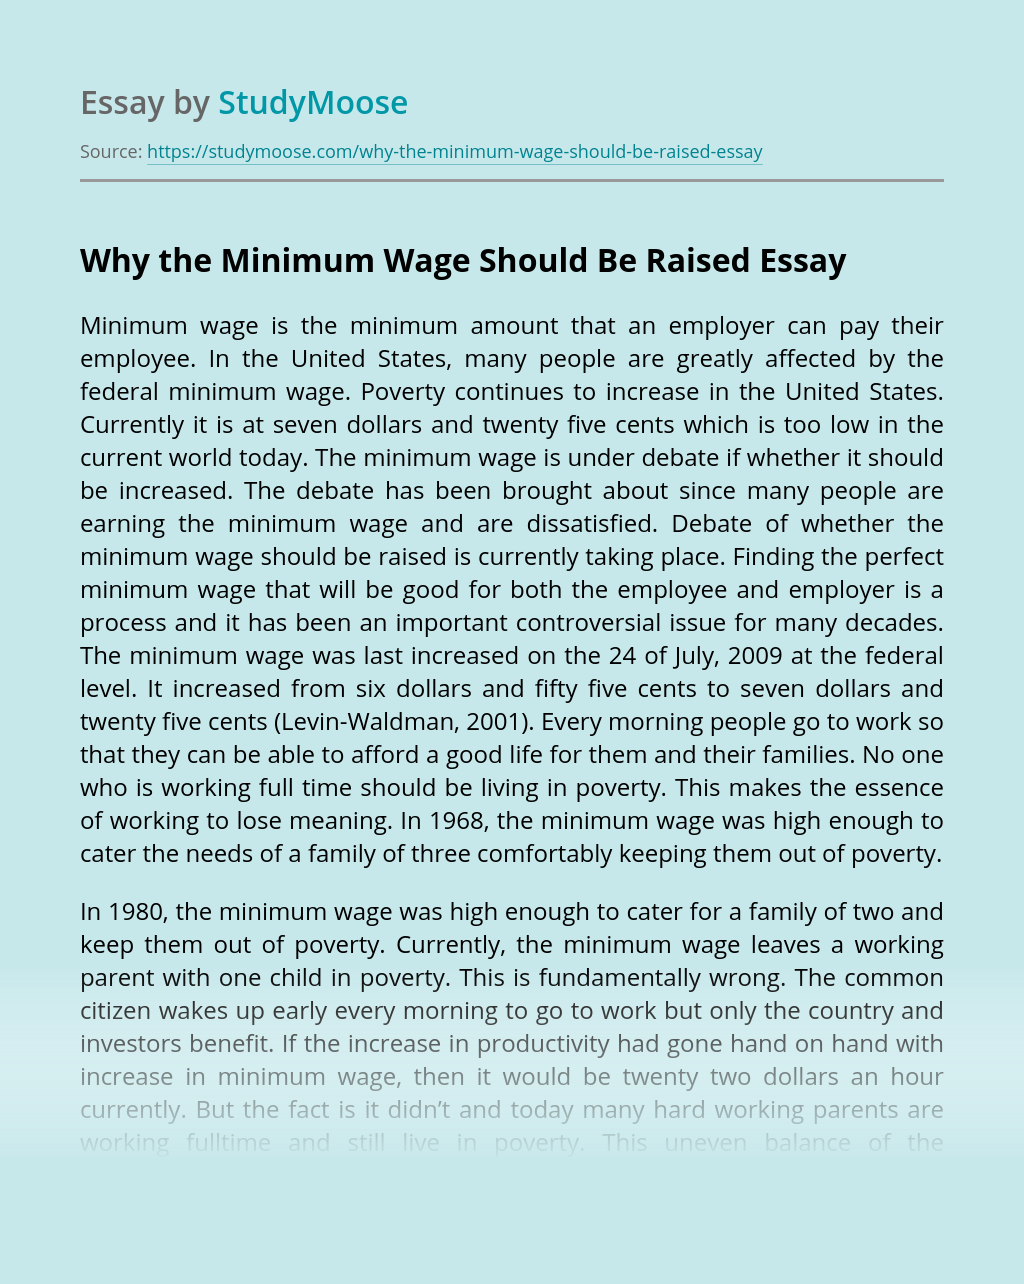 Essay by StudyMoose
Source: https://studymoose.com/why-the-minimum-wage-should-be-raised-essay
Why the Minimum Wage Should Be Raised Essay
Minimum wage is the minimum amount that an employer can pay their
employee. In the United States, many people are greatly affected by the
federal minimum wage. Poverty continues to increase in the United States.
Currently it is at seven dollars and twenty five cents which is too low in the
current world today. The minimum wage is under debate if whether it should
be increased. The debate has been brought about since many people are
earning the minimum wage and are dissatisfied. Debate of whether the
minimum wage should be raised is currently taking place. Finding the perfect
minimum wage that will be good for both the employee and employer is a
process and it has been an important controversial issue for many decades.
The minimum wage was last increased on the 24 of July, 2009 at the federal
level. It increased from six dollars and fifty five cents to seven dollars and
twenty five cents (Levin-Waldman, 2001). Every morning people go to work so
that they can be able to afford a good life for them and their families. No one
who is working full time should be living in poverty. This makes the essence
of working to lose meaning. In 1968, the minimum wage was high enough to
cater the needs of a family of three comfortably keeping them out of poverty.
In 1980, the minimum wage was high enough to cater for a family of two and
keep them out of poverty. Currently, the minimum wage leaves a working
parent with one child in poverty. This is fundamentally wrong. The common
citizen wakes up early every morning to go to work but only the country and
investors benefit. If the increase in productivity had gone hand on hand with
increase in minimum wage, then it would be twenty two dollars an hour
currently. But the fact is it didn't and today many hard working parents are
working fulltime and still live in poverty. This uneven balance of the